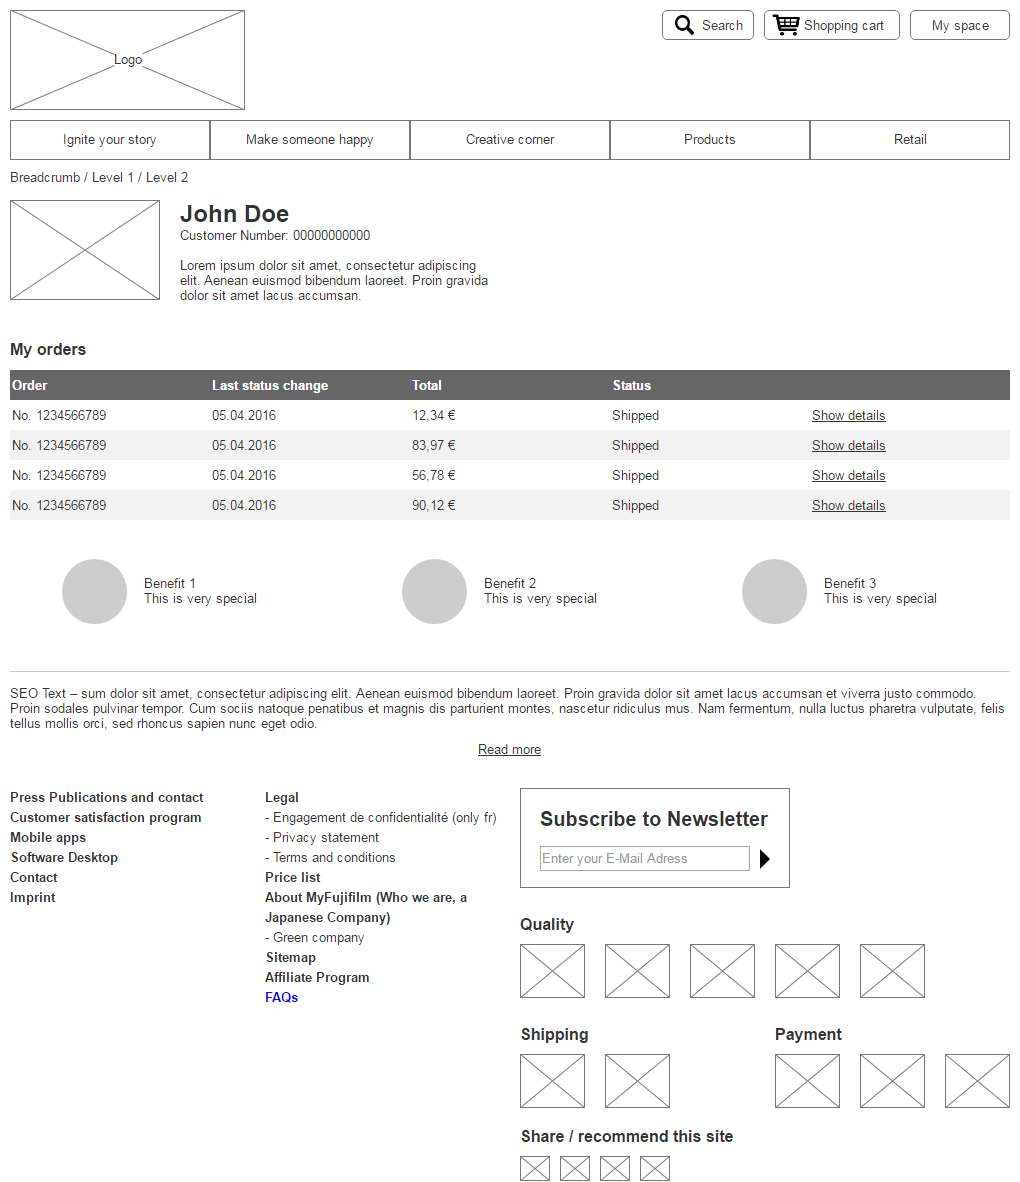 Logo
Search
Shopping cart
My space
Ignite your story
Make someone happy
Creative corner
Products
Retail
Breadcrumb / Level 1 / Level 2
John Doe
Customer Number: 00000000000
Lorem ipsum dolor sit amet, consectetur adipiscing
elit. Aenean euismod bibendum laoreet. Proin gravida
dolor sit amet lacus accumsan.
My orders
Order Last status change Total Status
No. 1234566789 05.04.2016 12,34 € Shipped Show details
No. 1234566789 05.04.2016 83,97 € Shipped Show details
No. 1234566789 05.04.2016 56,78 € Shipped Show details
No. 1234566789 05.04.2016 90,12 € Shipped Show details
Benefit 1
This is very special
Benefit 2
This is very special
Benefit 3
This is very special
SEO Text – sum dolor sit amet, consectetur adipiscing elit. Aenean euismod bibendum laoreet. Proin gravida dolor sit amet lacus accumsan et viverra justo commodo.
Proin sodales pulvinar tempor. Cum sociis natoque penatibus et magnis dis parturient montes, nascetur ridiculus mus. Nam fermentum, nulla luctus pharetra vulputate, felis
tellus mollis orci, sed rhoncus sapien nunc eget odio.
Read more
Press Publications and contact
Customer satisfaction program
Mobile apps
Software Desktop
Contact
Imprint
Legal
- Engagement de confidentialité (only fr)
- Privacy statement
- Terms and conditions
Price list
About MyFujifilm (Who we are, a
Japanese Company)
- Green company
Sitemap
Affiliate Program
FAQs
Subscribe to Newsletter
Enter your E-Mail Adress
Quality
Shipping
Payment
Share / recommend this site